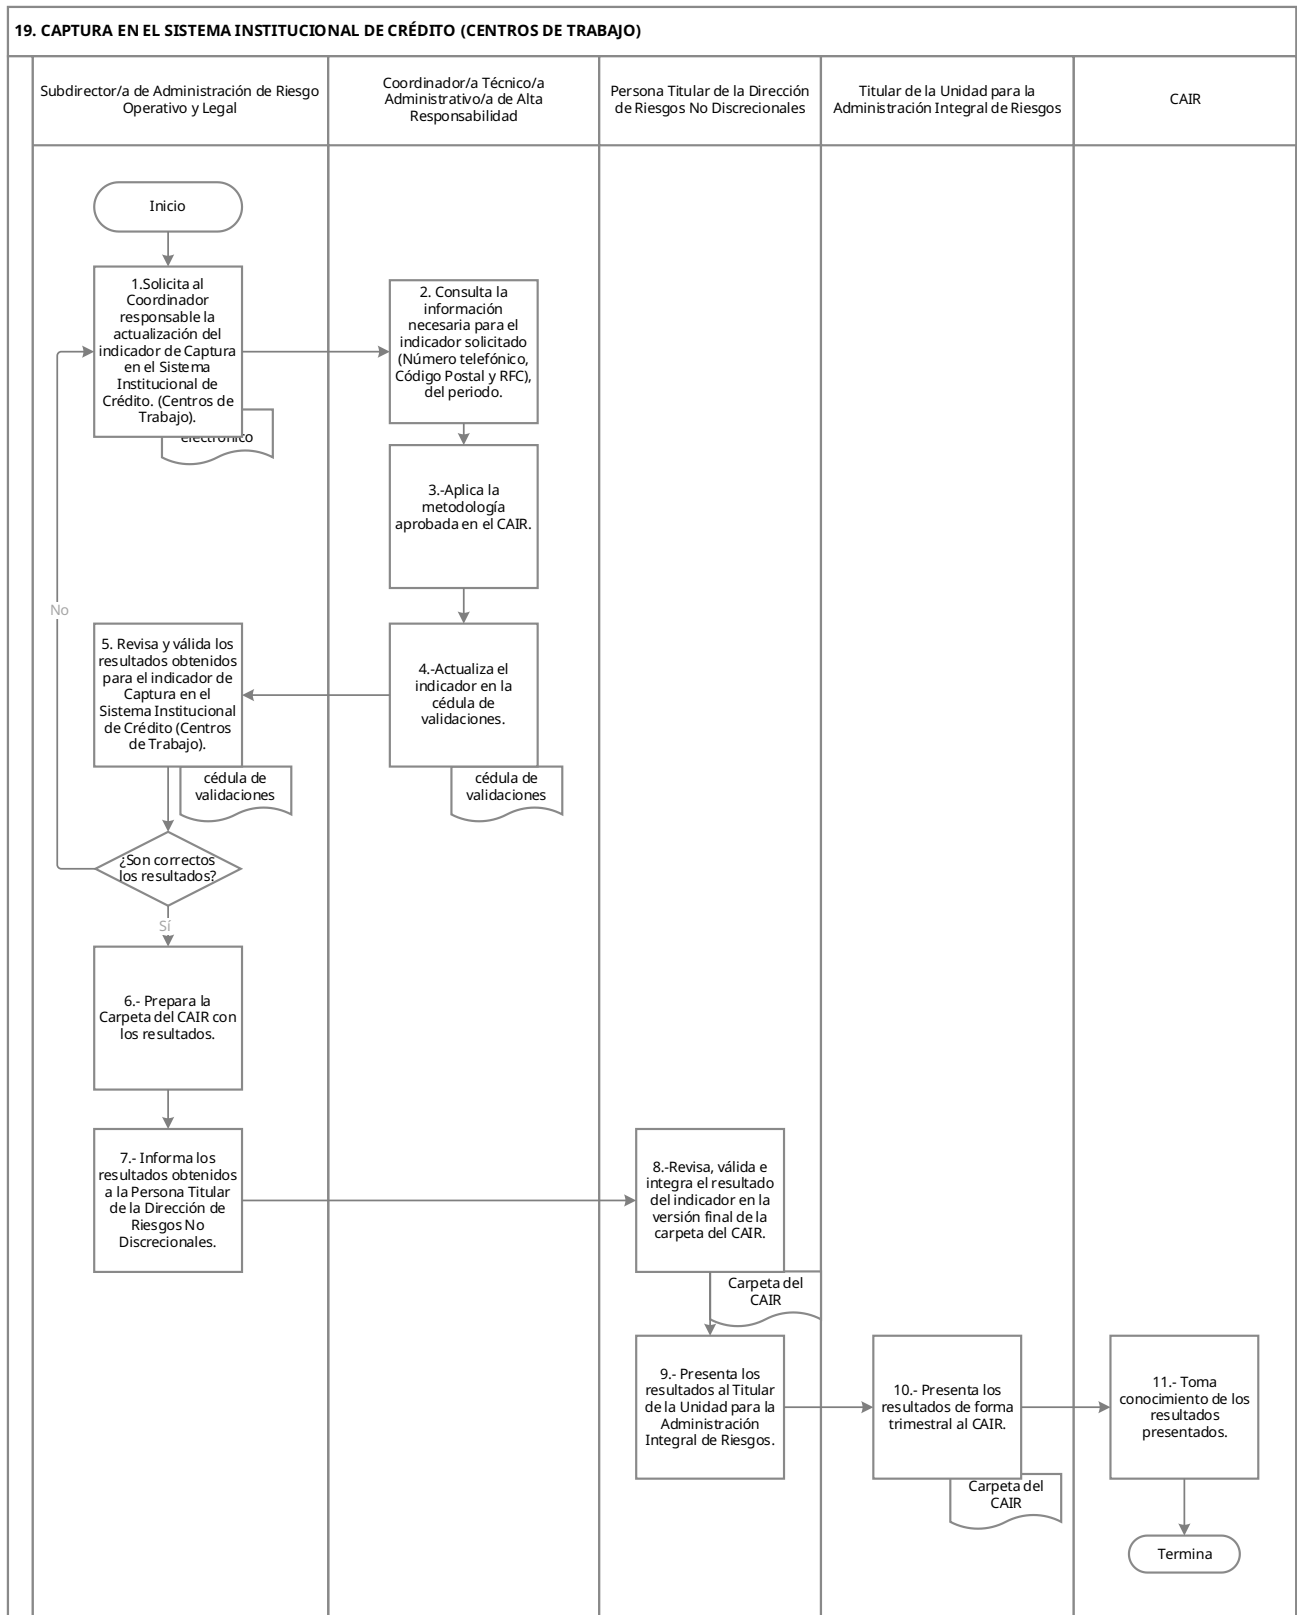 19. CAPTURA EN EL SISTEMA INSTITUCIONAL DE CRÉDITO (CENTROS DE TRABAJO)
Subdirector/a de Administración de Riesgo
Operativo y Legal
Coordinador/a Técnico/a
Administrativo/a de Alta
Responsabilidad
Persona Titular de la Dirección
de Riesgos No Discrecionales
Titular de la Unidad para la
Administración Integral de Riesgos
CAIR
Inicio
1.Solicita al
Coordinador
responsable la
actualización del
indicador de Captura
en el Sistema
Institucional de
Crédito. (Centros de
Trabajo).
electrónico
2. Consulta la
información
necesaria para el
indicador solicitado
(Número telefónico,
Código Postal y RFC),
del periodo.
3.-Aplica la
metodología
aprobada en el CAIR.
No
5. Revisa y válida los
resultados obtenidos
para el indicador de
Captura en el
Sistema Institucional
de Crédito (Centros
de Trabajo).
cédula de
validaciones
4.-Actualiza el
indicador en la
cédula de
validaciones.
cédula de
validaciones
¿Son correctos
los resultados?
Sí
6.- Prepara la
Carpeta del CAIR con
los resultados.
7.- Informa los
resultados obtenidos
a la Persona Titular
de la Dirección de
Riesgos No
Discrecionales.
8.-Revisa, válida e
integra el resultado
del indicador en la
versión final de la
carpeta del CAIR.
Carpeta del
CAIR
9.- Presenta los
resultados al Titular
de la Unidad para la
Administración
Integral de Riesgos.
10.- Presenta los
resultados de forma
trimestral al CAIR.
Carpeta del
CAIR
11.- Toma
conocimiento de los
resultados
presentados.
Termina